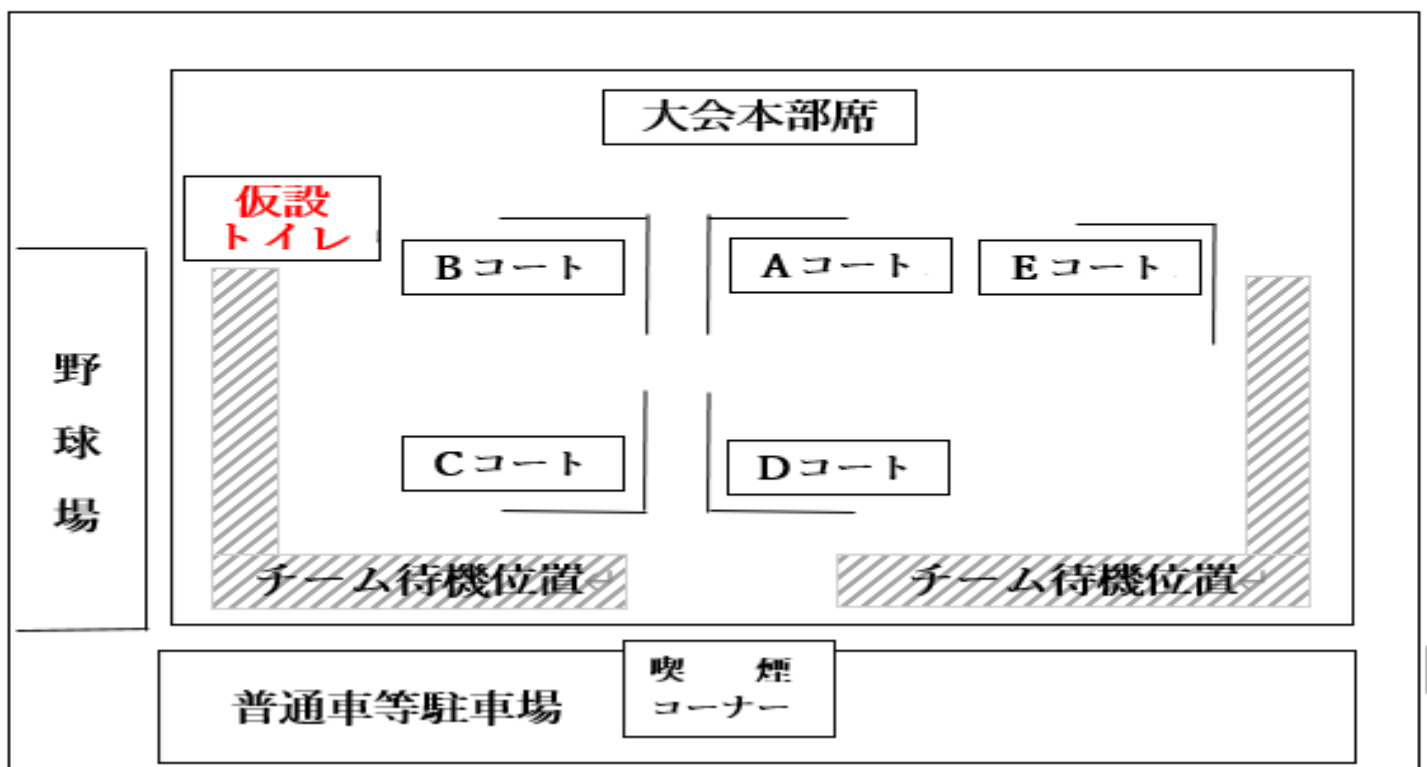 大会本部席
仮設
トイレ
Bコート
Aコート
Eコート
野球場
Cコート
Dコート
チーム待機位置
チーム待機位置
喫　煙
コーナー
普通車等駐車場